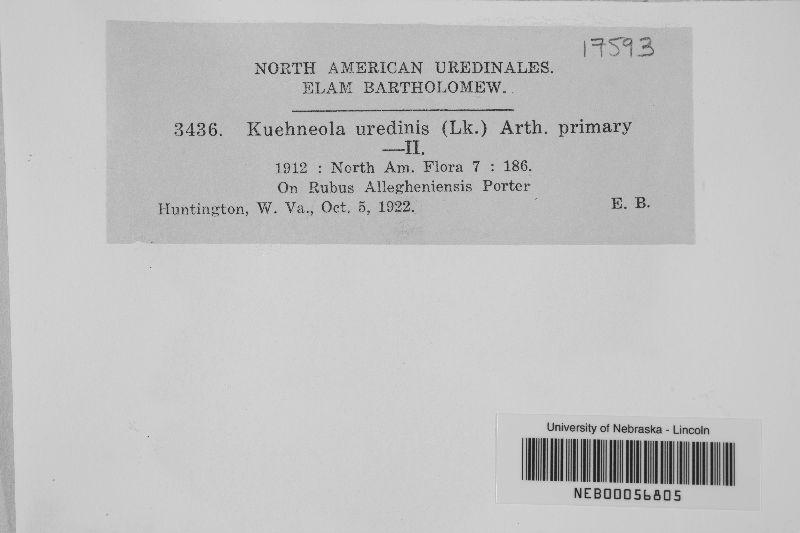 17593
NORTH AMERICAN UREDINALES.
ELAM BARTHOLOMEW.
3436. Kuehneola uredinis (Lk.) Arth. primary
—II.
1912 : North Am. Flora 7 : 186.
On Rubus Allegheniensis Porter
Huntington, W. Va., Oct. 5, 1922. E. B.
University of Nebraska - Lincoln
NEB00056805